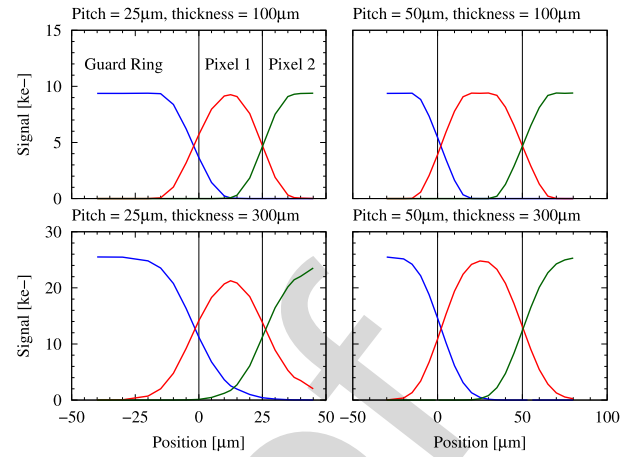 Pitch = 25μm, thickness = 100μm Pitch = 50μm, thickness = 100μm
15
Guard Ring Pixel 1 Pixel 2
10
Signal [ke−]
5
0
Pitch = 25μm, thickness = 300μm Pitch = 50μm, thickness = 300μm
30
20
Signal [ke−]
10
0
−50 −25 0 25 50 −50 0 50 100
Position [μm] Position [μm]